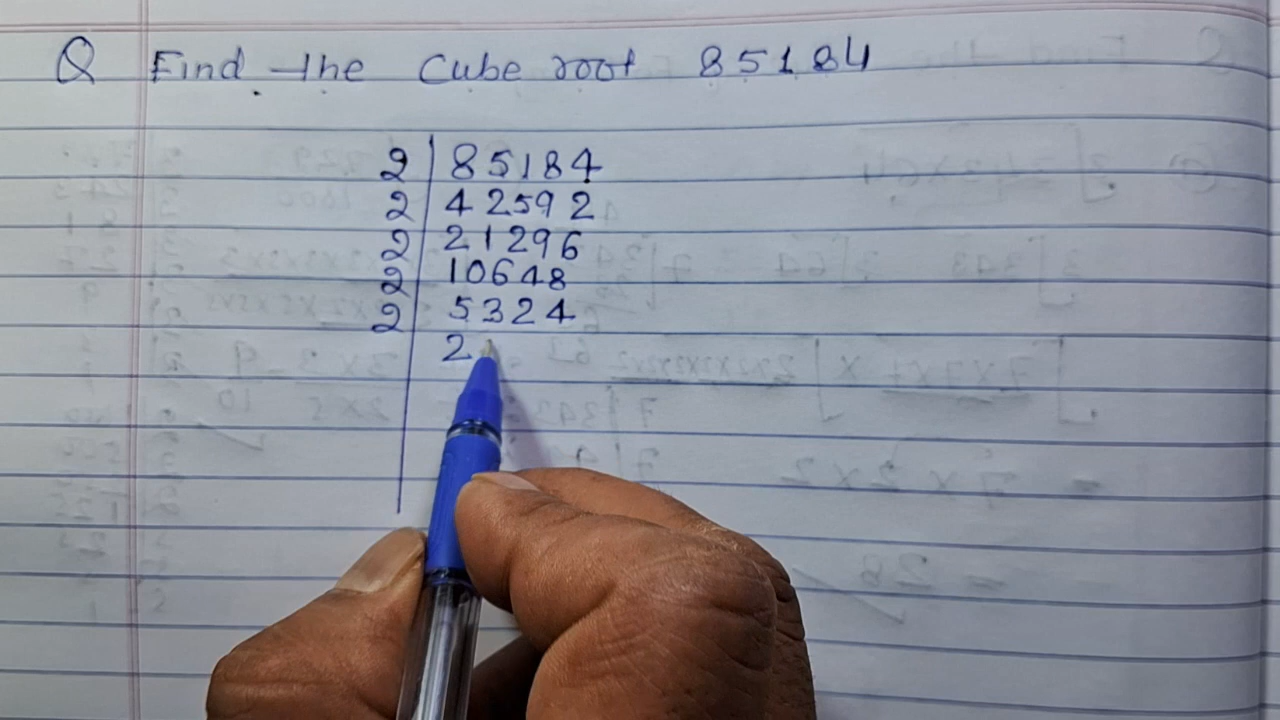 Q Find the Cube root 85184
2 | 85184
2 | 42592
2 | 21296
2 | 10648
2 | 5324
2